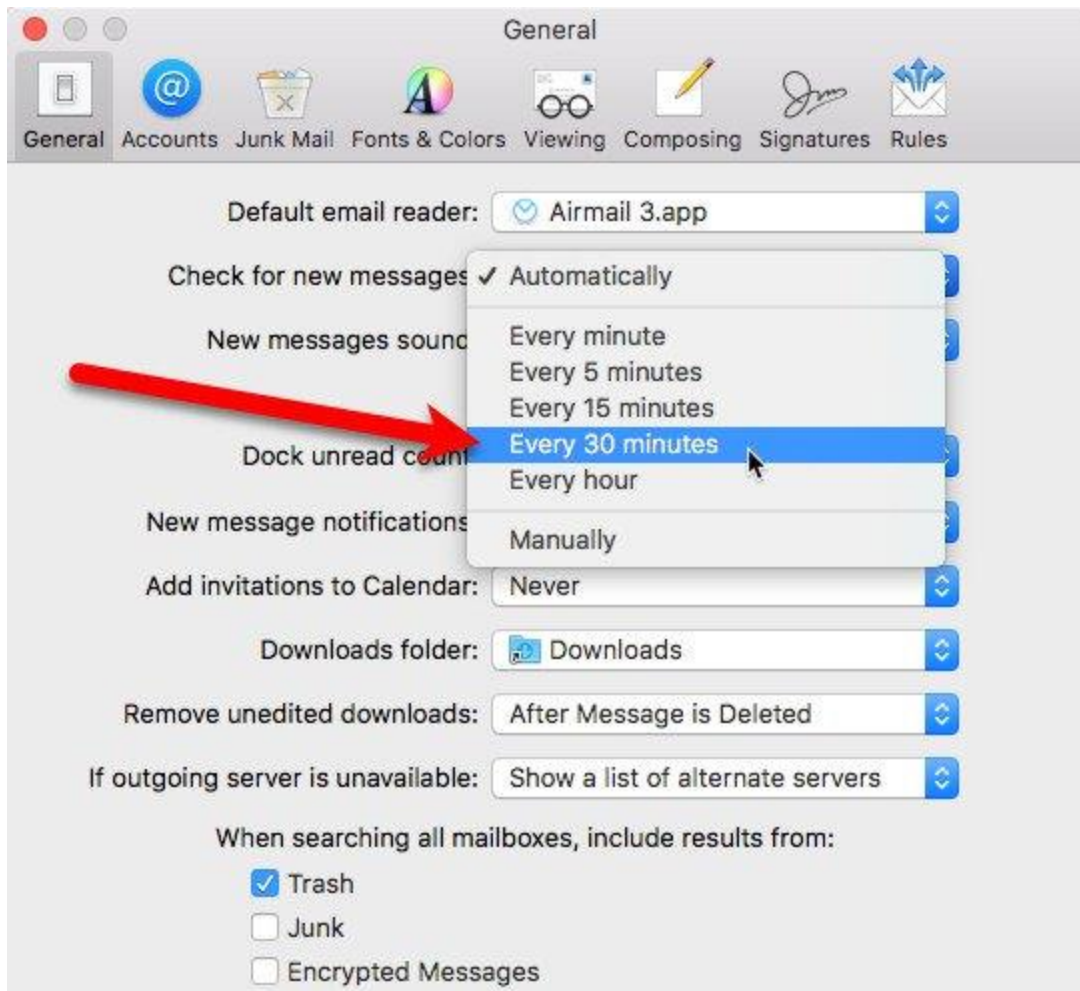 General
General Accounts Junk Mail Fonts & Colors Viewing Composing Signatures Rules
Default email reader: Airmail 3.app
Check for new messages ✓ Automatically
New messages sound
Every minute
Every 5 minutes
Every 15 minutes
Every 30 minutes
Dock unread count
Every hour
New message notifications
Manually
Add invitations to Calendar: Never
Downloads folder: Downloads
Remove unedited downloads: After Message is Deleted
If outgoing server is unavailable: Show a list of alternate servers
When searching all mailboxes, include results from:
Trash
Junk
Encrypted Messages